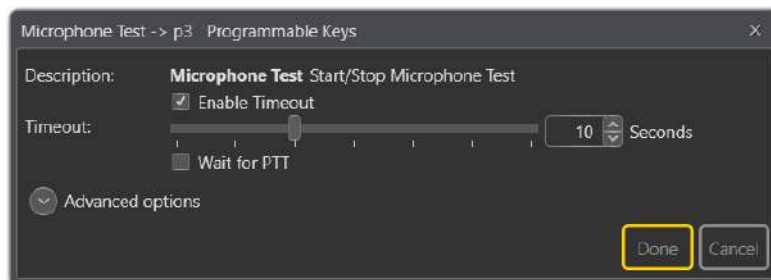 Microphone Test -> p3 Programmable Keys X
Description: Microphone Test Start/Stop Microphone Test
Enable Timeout
Timeout: 10 Seconds
Wait for PTT
Advanced options
Done Cancel